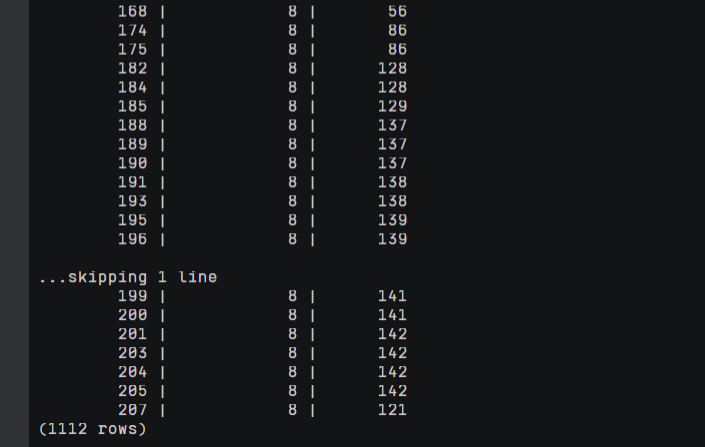 168 | 8 | 56
174 | 8 | 86
175 | 8 | 86
182 | 8 | 128
184 | 8 | 128
185 | 8 | 129
188 | 8 | 137
189 | 8 | 137
190 | 8 | 137
191 | 8 | 138
193 | 8 | 138
195 | 8 | 139
196 | 8 | 139
...skipping 1 line
199 | 8 | 141
200 | 8 | 141
201 | 8 | 142
203 | 8 | 142
204 | 8 | 142
205 | 8 | 142
207 | 8 | 121
(1112 rows)